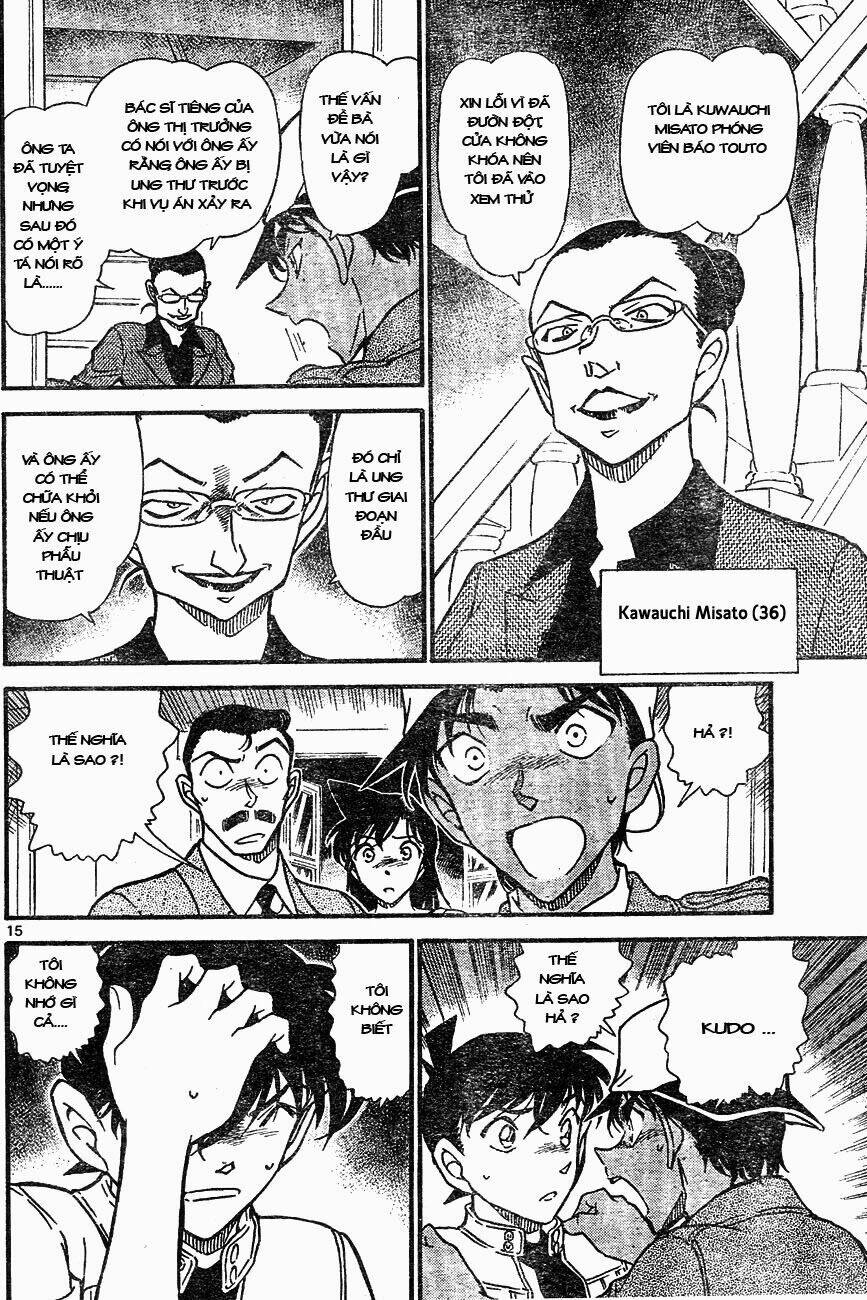 TÔI LÀ KUWAUCHI
MISATO PHÓNG
VIÊN BÁO TOUTO
XIN LỖI VÌ ĐÃ
ĐƯỜN ĐỘT,
CỬA KHÔNG
KHÓA NÊN
TÔI ĐÃ VÀO
XEM THỬ
Kawauchi Misato (36)
THẾ VẤN
ĐỀ BÀ
VỪA NÓI
LÀ GÌ
VẬY?
BÁC SĨ TIÊNG CỦA
ÔNG THỊ TRƯỞNG
CÓ NÓI VỚI ÔNG ẤY
RẰNG ÔNG ẤY BỊ
UNG THƯ TRƯỚC
KHI VỤ ÁN XẢY RA
ÔNG TA
ĐÃ TUYỆT
VỌNG
NHƯNG
SAU ĐÓ
CÓ MỘT Ý
TÁ NÓI RÕ
LÀ......
ĐÓ CHỈ
LÀ UNG
THƯ GIAI
ĐOẠN
ĐẦU
VÀ ÔNG ẤY
CÓ THỂ
CHỮA KHỎI
NẾU ÔNG
ẤY CHỊU
PHẪU
THUẬT
HẢ ?!
THẾ NGHĨA
LÀ SAO ?!
15
KUDO ...
THẾ
NGHĨA
LÀ SAO
HẢ ?
TÔI
KHÔNG
BIẾT
TÔI
KHÔNG
NHỚ GÌ
CẢ....